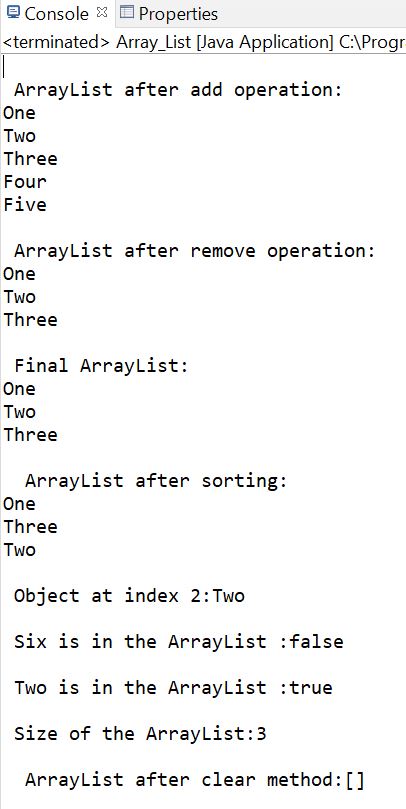 Console Properties
<terminated> Array_List [Java Application] C:\Progr
ArrayList after add operation:
One
Two
Three
Four
Five
ArrayList after remove operation:
One
Two
Three
Final ArrayList:
One
Two
Three
ArrayList after sorting:
One
Three
Two
Object at index 2:Two
Six is in the ArrayList :false
Two is in the ArrayList :true
Size of the ArrayList:3
ArrayList after clear method:[]